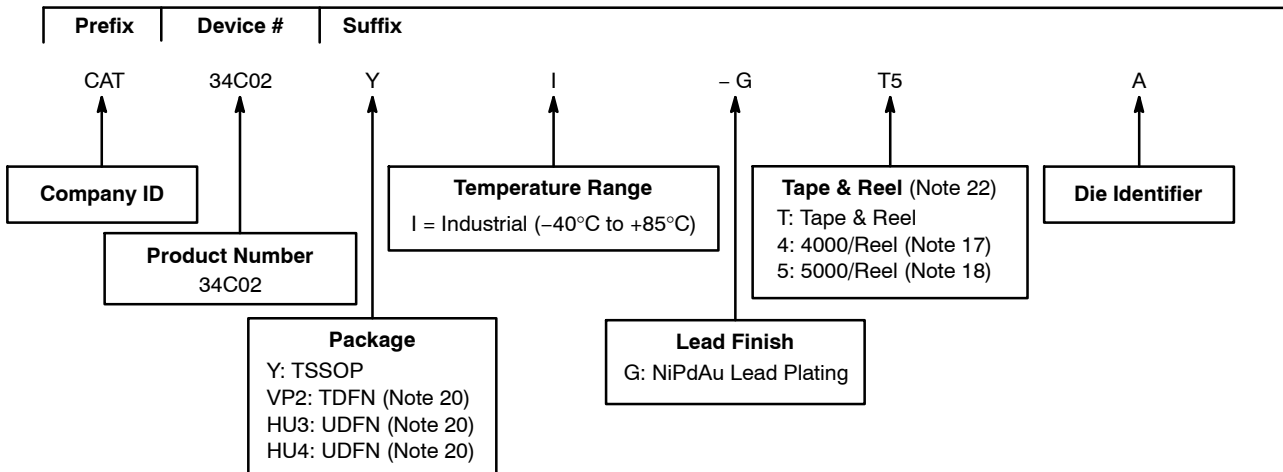 Prefix Device # Suffix
CAT 34C02 Y I – G T5 A
Company ID
Product Number
34C02
Package
Y: TSSOP
VP2: TDFN (Note 20)
HU3: UDFN (Note 20)
HU4: UDFN (Note 20)
Temperature Range
I = Industrial (−40°C to +85°C)
Lead Finish
G: NiPdAu Lead Plating
Tape & Reel (Note 22)
T: Tape & Reel
4: 4000/Reel (Note 17)
5: 5000/Reel (Note 18)
Die Identifier